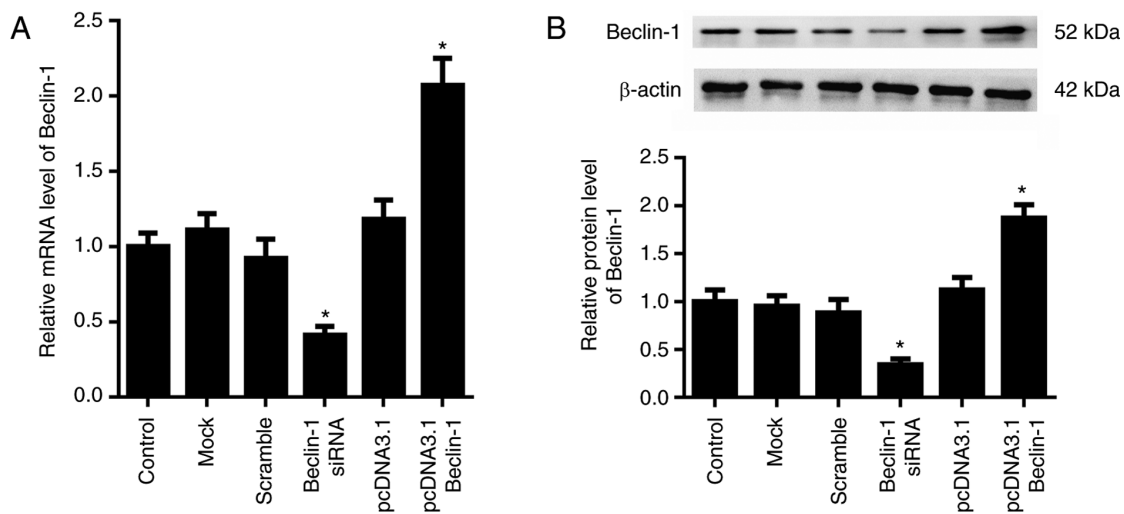 A
Relative mRNA level of Beclin-1
2.5
2.0
1.5
1.0
0.5
0.0
*
*
Control
Mock
Scramble
Beclin-1
siRNA
pcDNA3.1
pcDNA3.1
Beclin-1
B
Beclin-1
52 kDa
β-actin
42 kDa
Relative protein level
of Beclin-1
2.5
2.0
1.5
1.0
0.5
0.0
*
*
Control
Mock
Scramble
Beclin-1
siRNA
pcDNA3.1
pcDNA3.1
Beclin-1